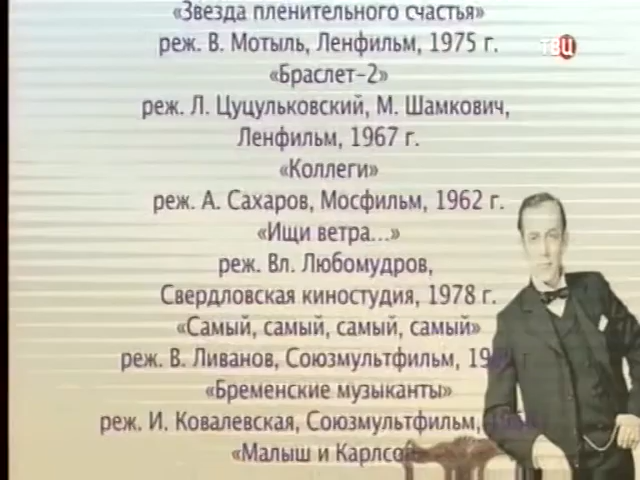 «Звезда пленительного счастья»
реж. В. Мотыль, Ленфильм, 1975 г.
ТВЦ
«Браслет-2»
реж. Л. Цуцульковский, М. Шамкович,
Ленфильм, 1967 г.
«Коллеги»
реж. А. Сахаров, Мосфильм, 1962 г.
«Ищи ветра...»
реж. Вл. Любомудров,
Свердловская киностудия, 1978 г.
«Самый, самый, самый, самый»
реж. В. Ливанов, Союзмультфильм,
«Бременские музыканты»
реж. И. Ковалевская, Союзмультфильм,
«Малыш и Карлсон»